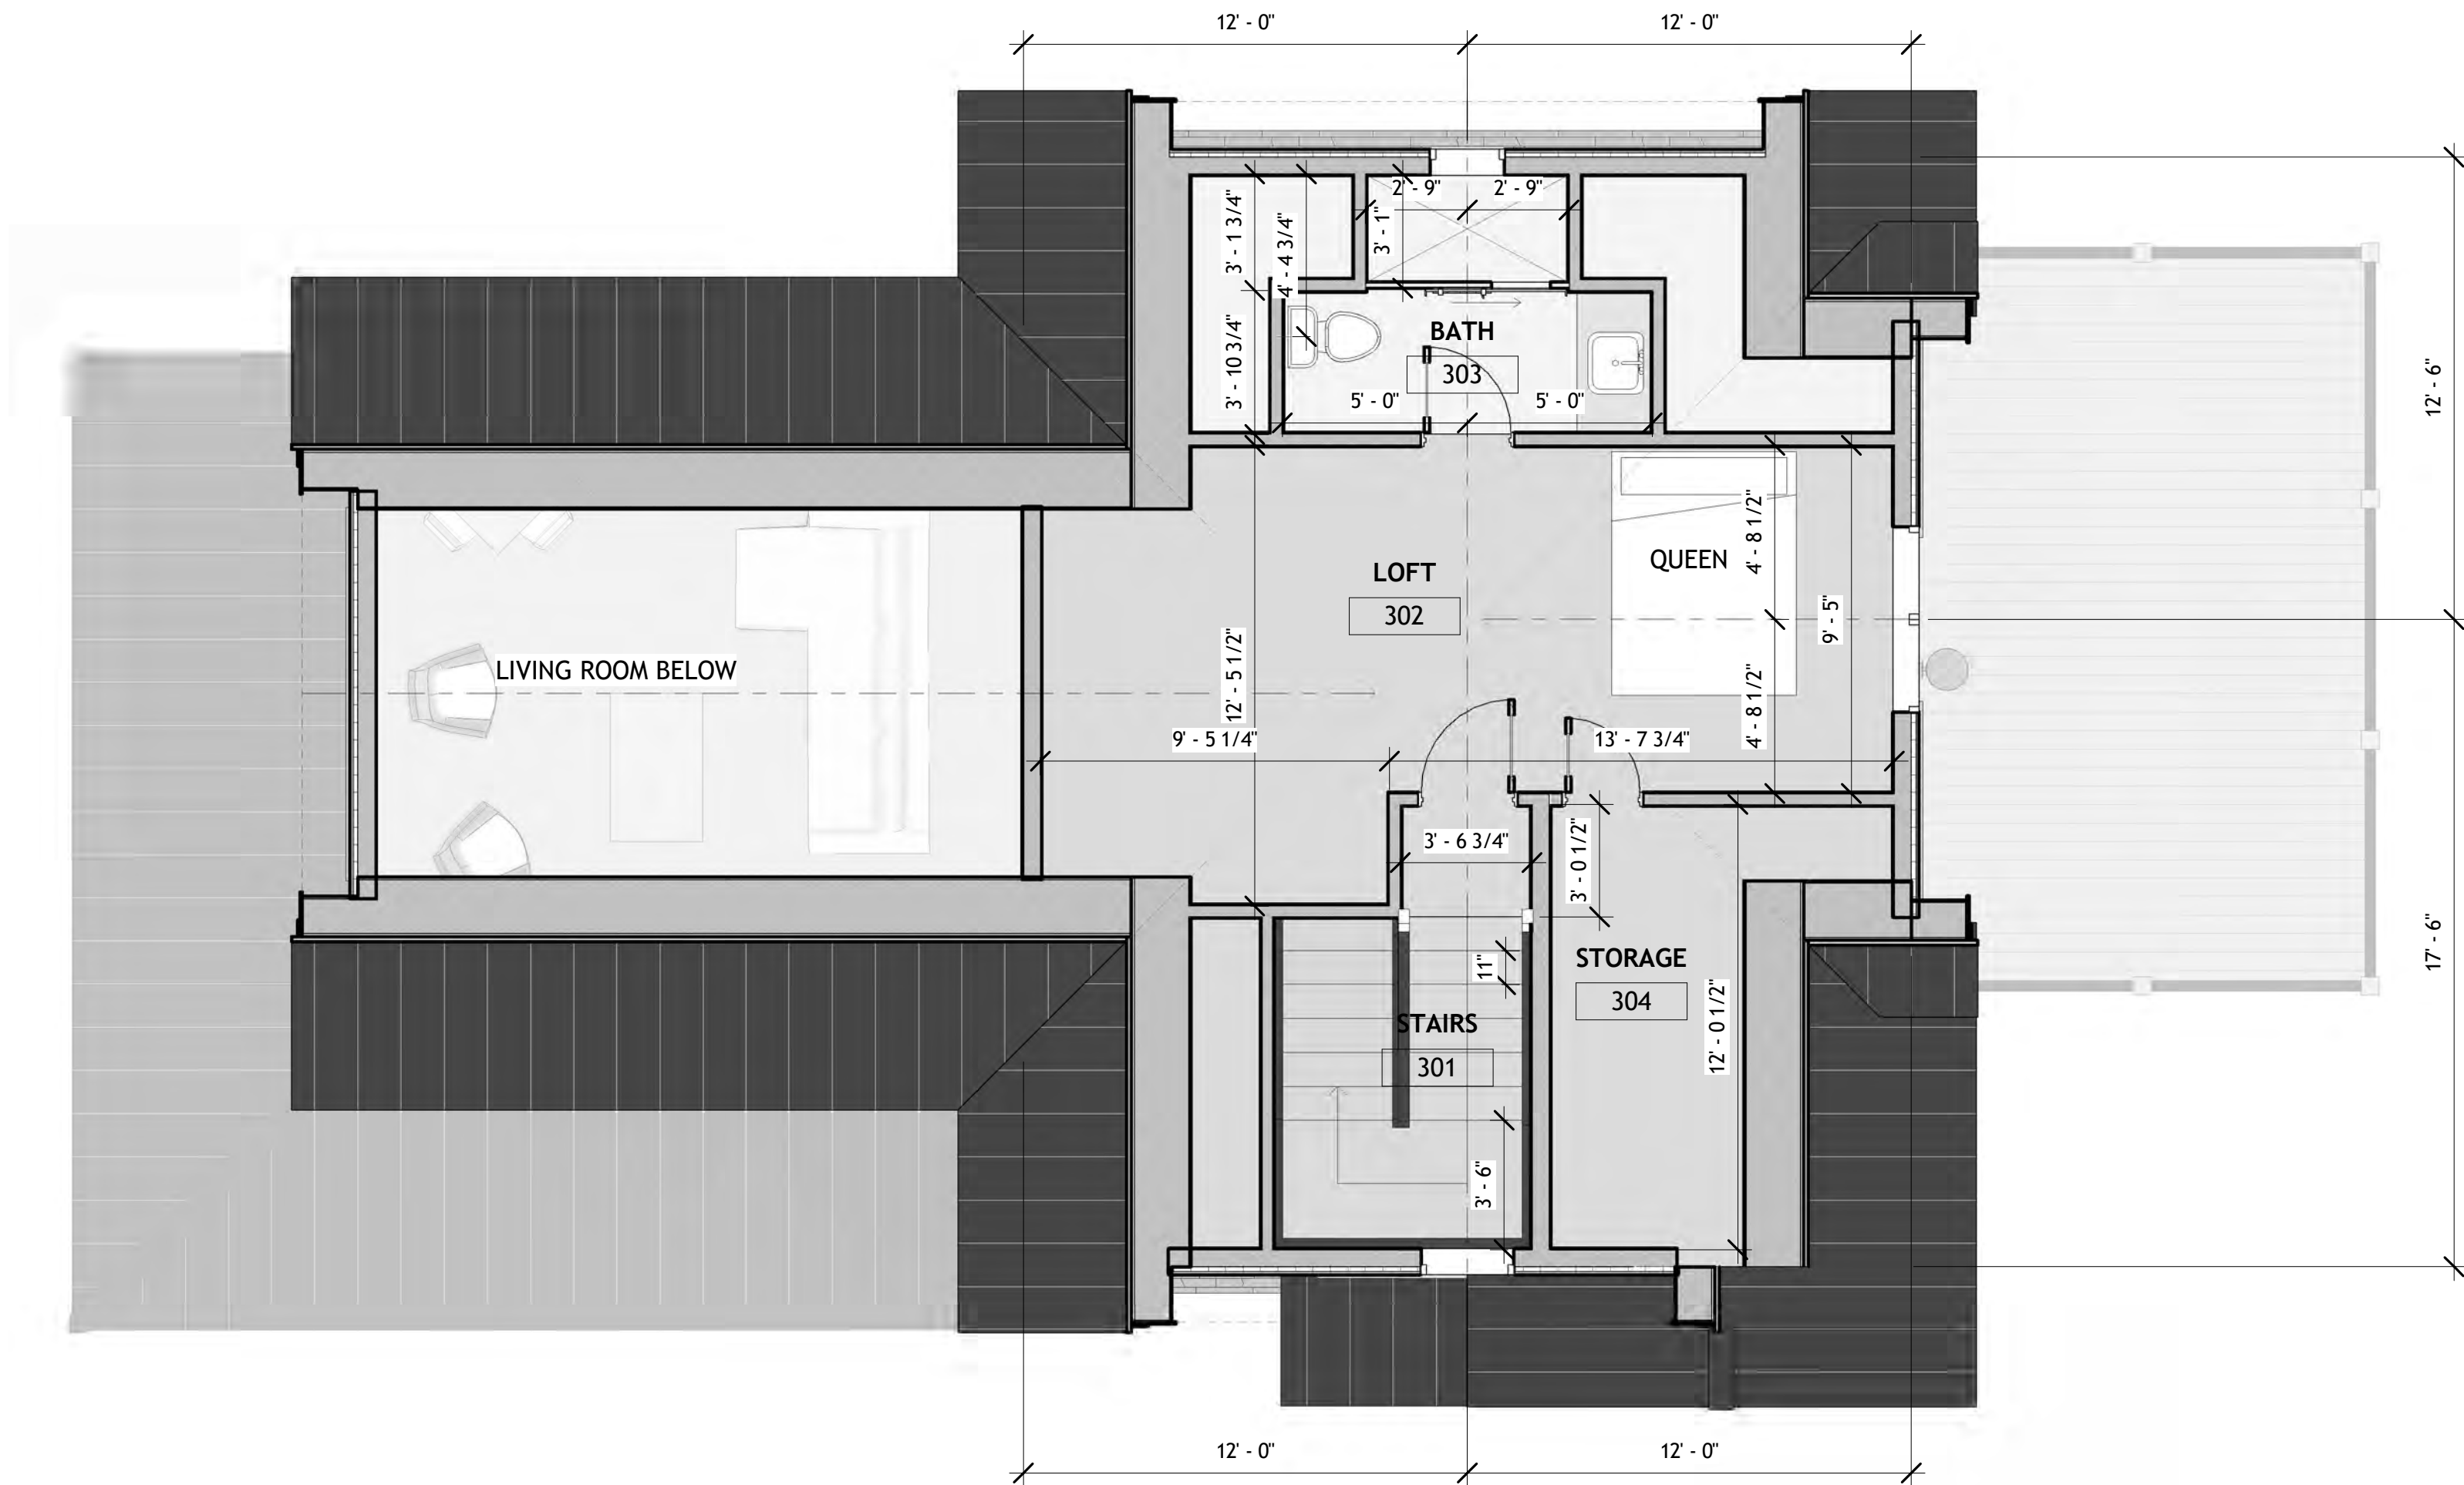 12' - 0"
12' - 0"
2' - 9"
2' - 9"
3' - 1 3/4"
4' - 4 3/4"
3' - 1"
BATH
303
3' - 10 3/4"
5' - 0"
5' - 0"
12' - 6"
4' - 8 1/2"
QUEEN
LOFT
302
9' - 5"
LIVING ROOM BELOW
12' - 5 1/2"
4' - 8 1/2"
9' - 5 1/4"
13' - 7 3/4"
3' - 6 3/4"
3' - 0 1/2"
11"
STORAGE
304
17' - 6"
STAIRS
301
12' - 0 1/2"
3' - 6"
12' - 0"
12' - 0"